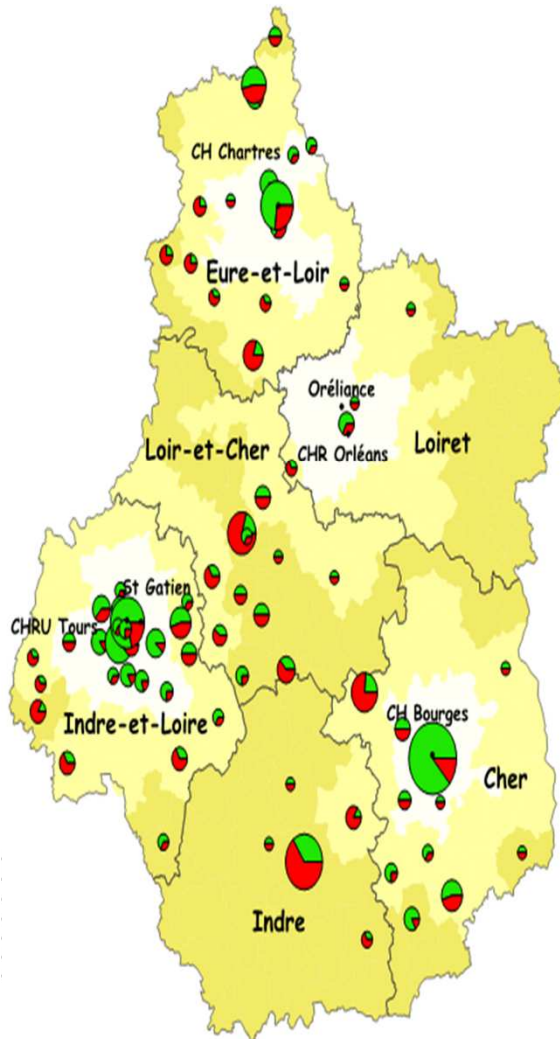 CH Chartres
Eure-et-Loir
Oréliance
CHR Orléans
Loiret
Loir-et-Cher
St Gatien
CHRU Tours
Indre-et-Loire
CH Bourges
Cher
Indre